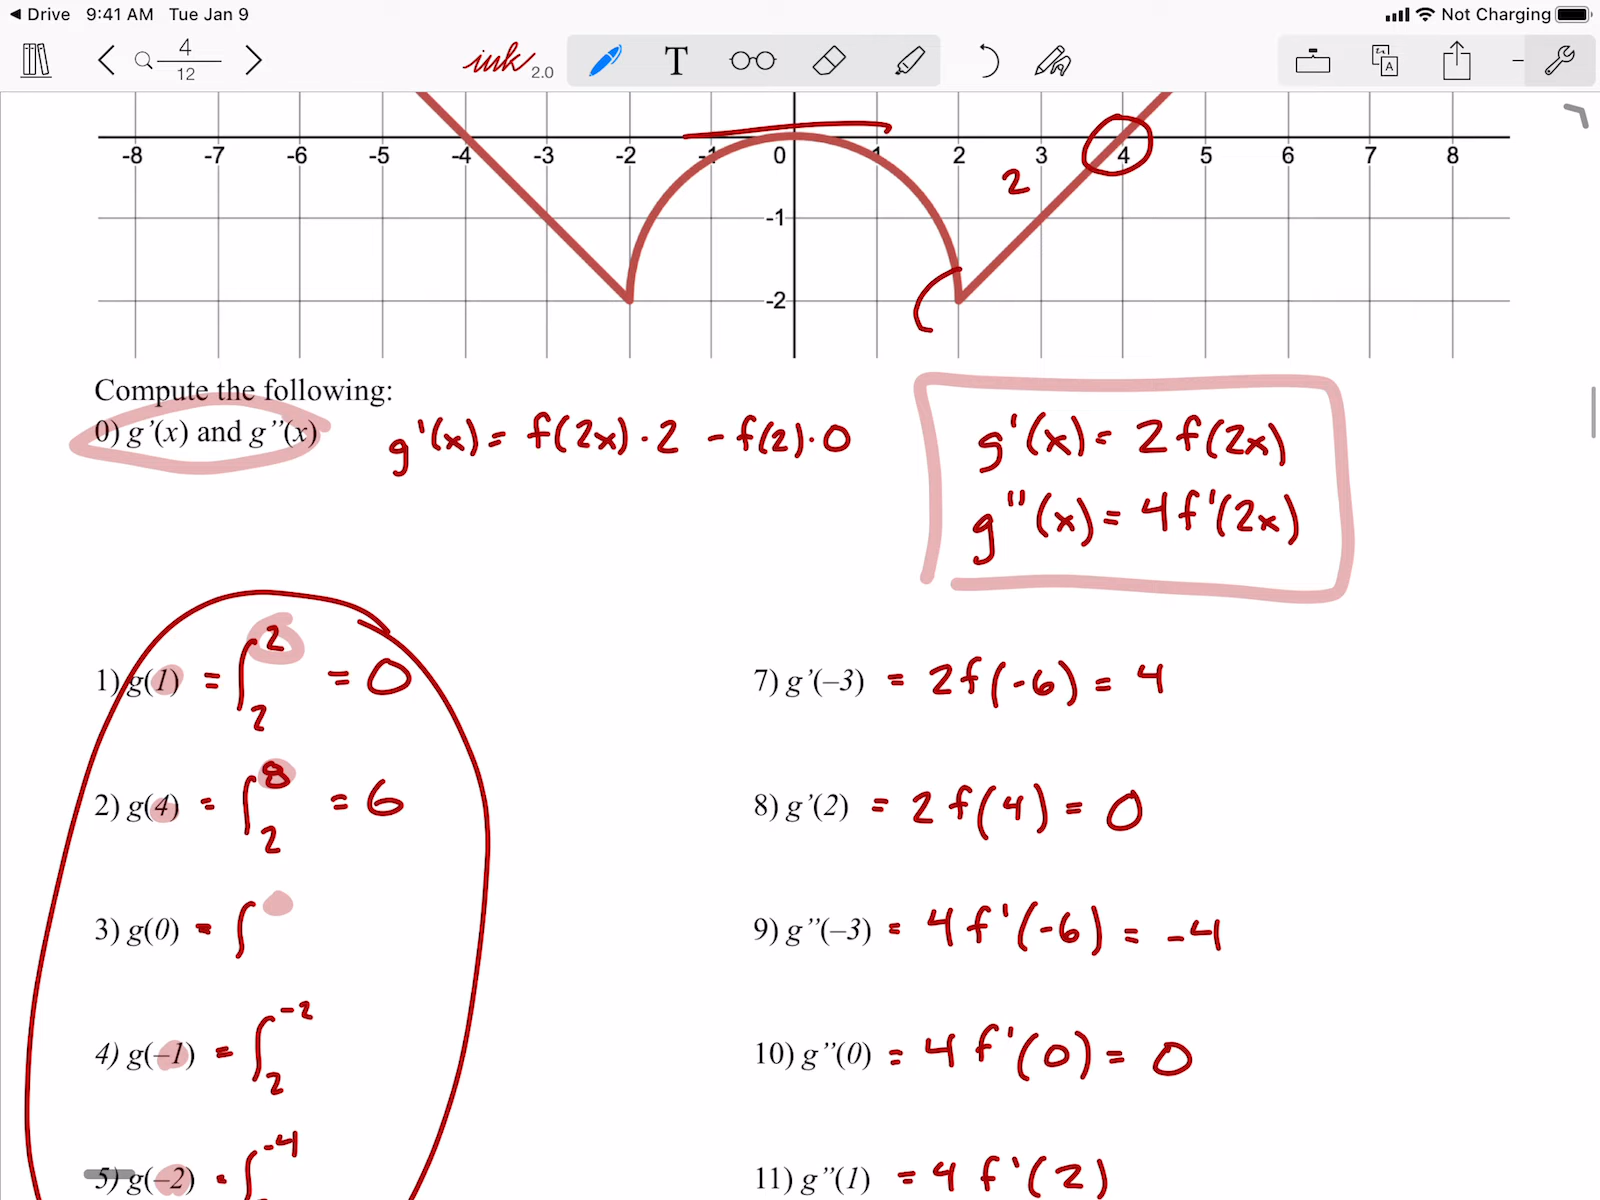 Drive 9:41 AM Tue Jan 9 Not Charging
4
12
ink 2.0 T A
-8 -7 -6 -5 -4 -3 -2 -1 0 1 2 3 4 5 6 7 8
2
-1
-2
Compute the following:
0) g’(x) and g”(x) g'(x) = f(2x)·2 - f(2)·0
g'(x) = 2f(2x)
g"(x) = 4f'(2x)
1) g(1) = ∫₂² = 0
2) g(4) = ∫₂⁸ = 6
3) g(0) = ∫
4) g(–1) = ∫₂⁻²
5) g(–2) = ∫⁻⁴
7) g’(–3) = 2f(-6) = 4
8) g’(2) = 2f(4) = 0
9) g”(–3) = 4f'(-6) = -4
10) g”(0) = 4f'(0) = 0
11) g”(1) = 4f'(2)